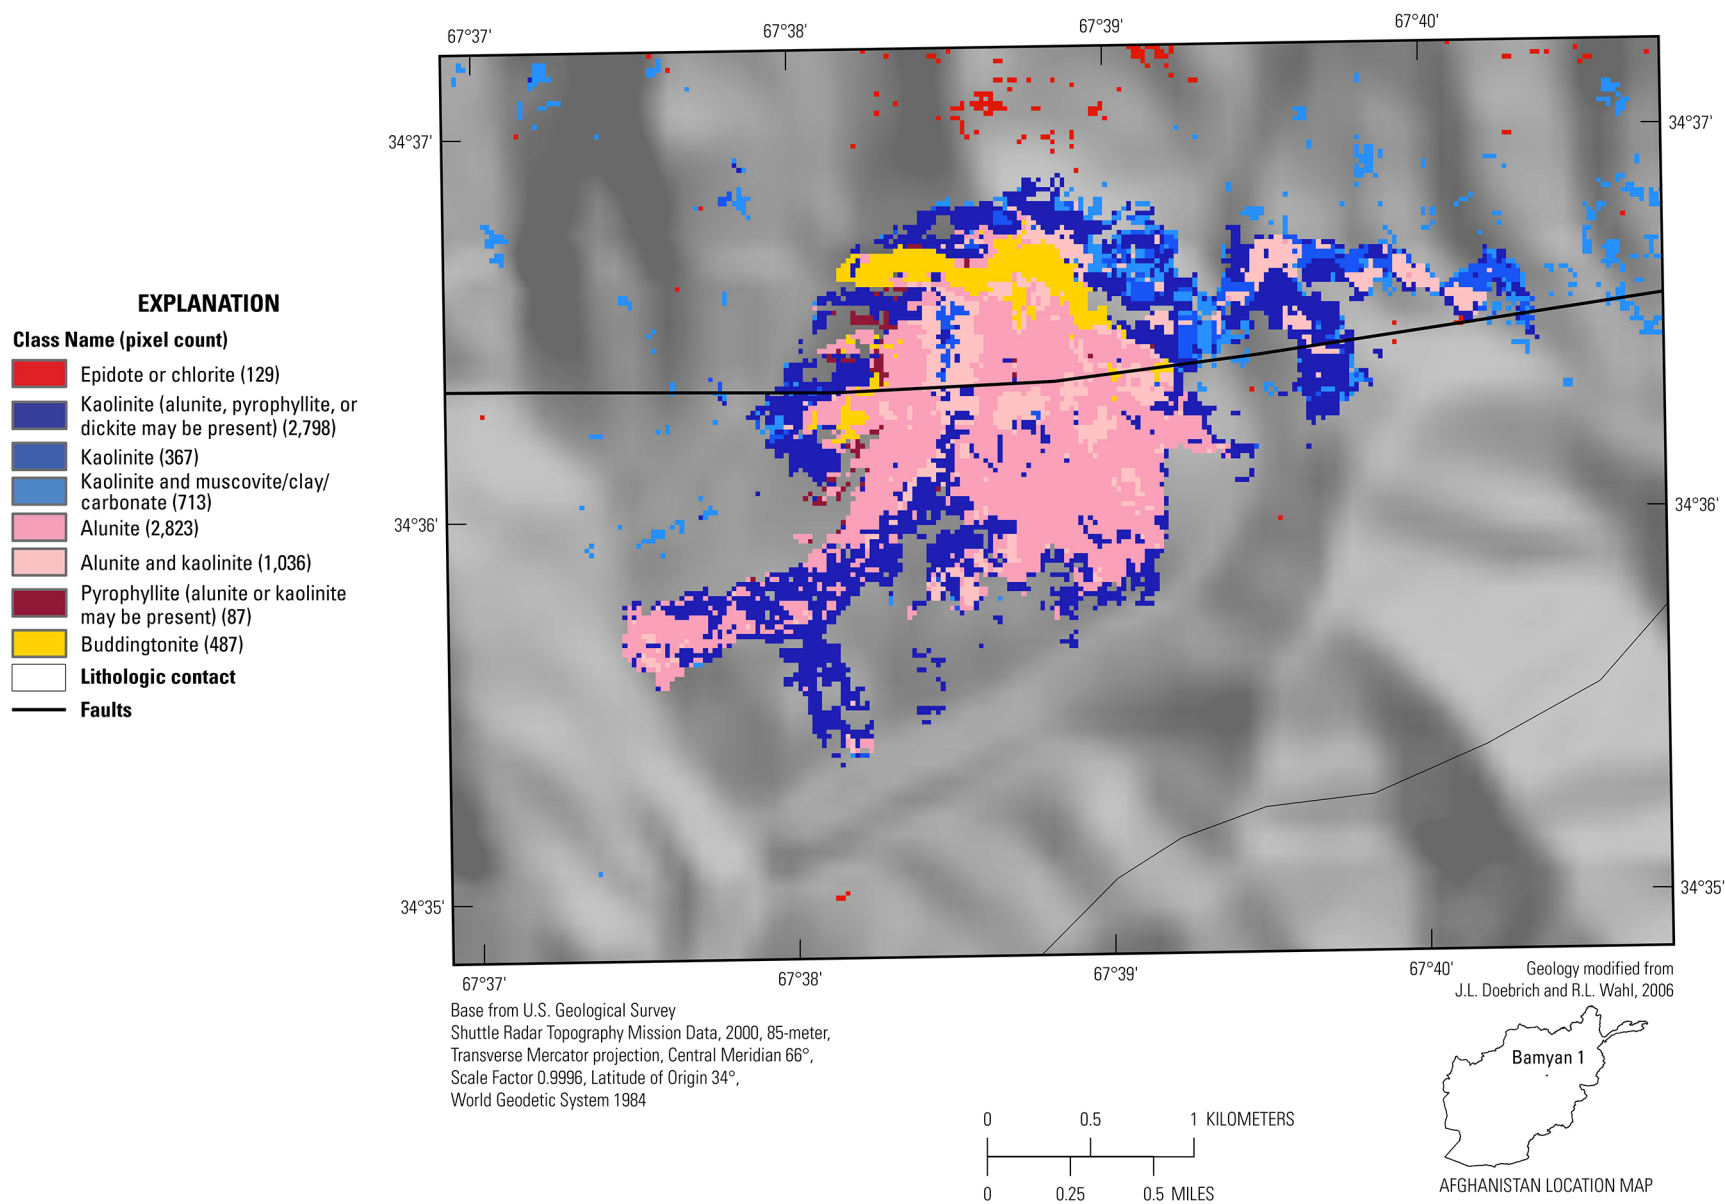 67°37'
67°38'
67°39'
67°40'
34°37'
34°37'
EXPLANATION
Class Name (pixel count)
Epidote or chlorite (129)
Kaolinite (alunite, pyrophyllite, or
dickite may be present) (2,798)
Kaolinite (367)
Kaolinite and muscovite/clay/
carbonate (713)
Alunite (2,823)
Alunite and kaolinite (1,036)
Pyrophyllite (alunite or kaolinite
may be present) (87)
Buddingtonite (487)
Lithologic contact
Faults
34°36'
34°36'
34°35'
34°35'
67°37'
67°38'
67°39'
67°40'
Geology modified from
J.L. Doebrich and R.L. Wahl, 2006
Base from U.S. Geological Survey
Shuttle Radar Topography Mission Data, 2000, 85-meter,
Transverse Mercator projection, Central Meridian 66°,
Scale Factor 0.9996, Latitude of Origin 34°,
World Geodetic System 1984
Bamyan 1
0 0.5 1 KILOMETERS
0 0.25 0.5 MILES
AFGHANISTAN LOCATION MAP